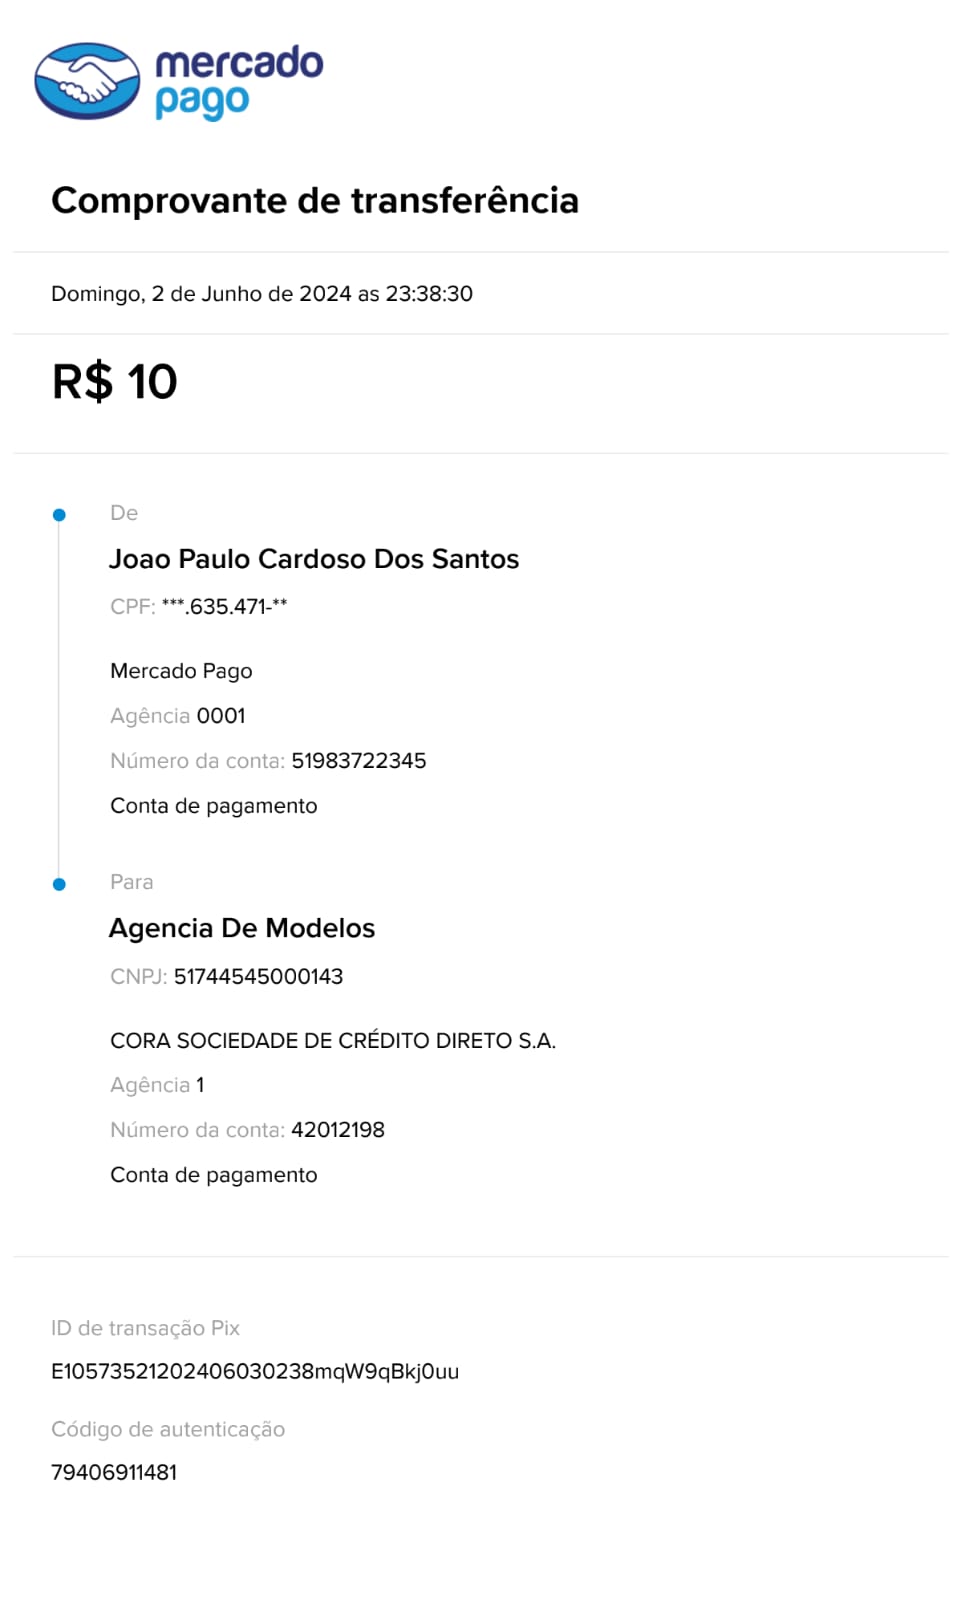 mercado
pago
Comprovante de transferência
Domingo, 2 de Junho de 2024 as 23:38:30
R$ 10
De
Joao Paulo Cardoso Dos Santos
CPF: ***.635.471-**
Mercado Pago
Agência 0001
Número da conta: 51983722345
Conta de pagamento
Para
Agencia De Modelos
CNPJ: 51744545000143
CORA SOCIEDADE DE CRÉDITO DIRETO S.A.
Agência 1
Número da conta: 42012198
Conta de pagamento
ID de transação Pix
E10573521202406030238mqW9qBkj0uu
Código de autenticação
79406911481